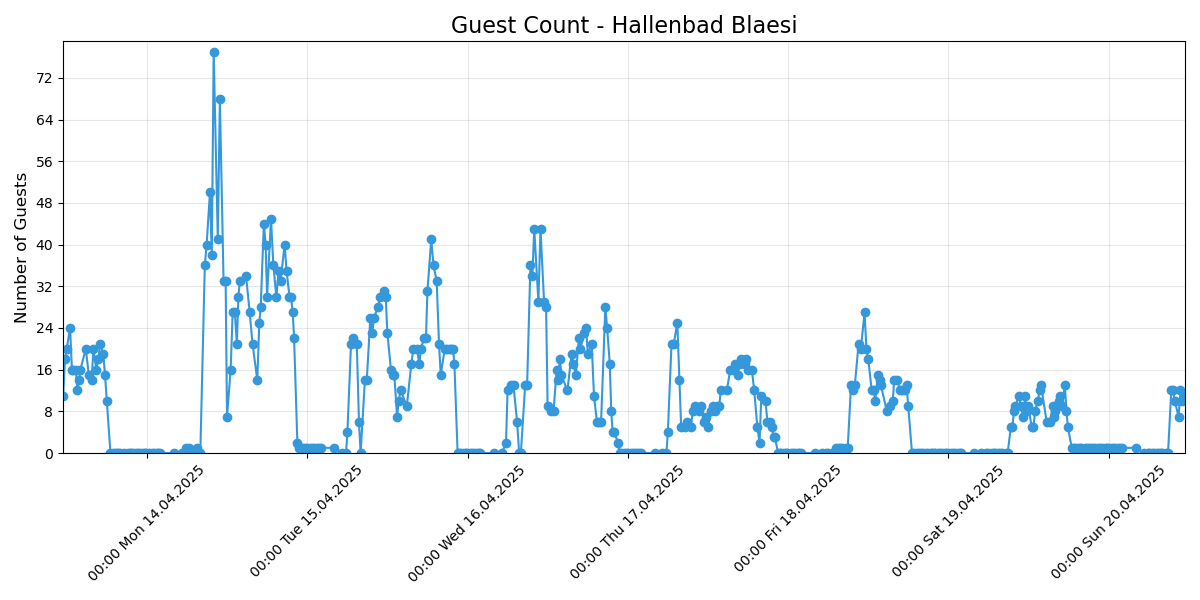 Guest Count - Hallenbad Blaesi
Number of Guests
72
64
56
48
40
32
24
16
8
0
00:00 Mon 14.04.2025
00:00 Tue 15.04.2025
00:00 Wed 16.04.2025
00:00 Thu 17.04.2025
00:00 Fri 18.04.2025
00:00 Sat 19.04.2025
00:00 Sun 20.04.2025